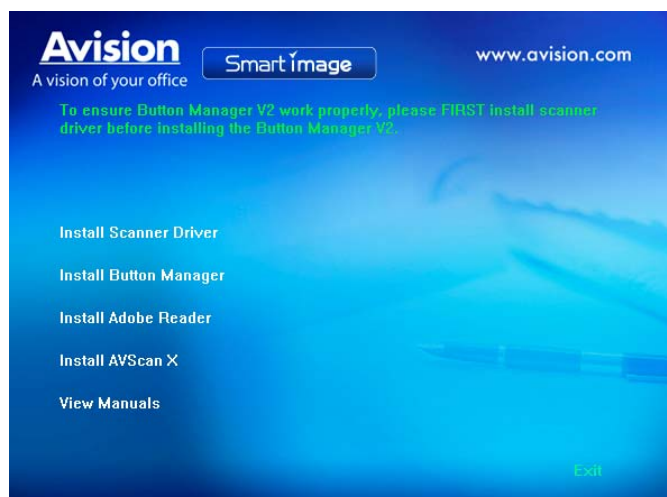 Avision
A vision of your office
Smart image
www.avision.com
To ensure Button Manager V2 work properly, please FIRST install scanner
driver before installing the Button Manager V2.
Install Scanner Driver
Install Button Manager
Install Adobe Reader
Install AVScan X
View Manuals
Exit